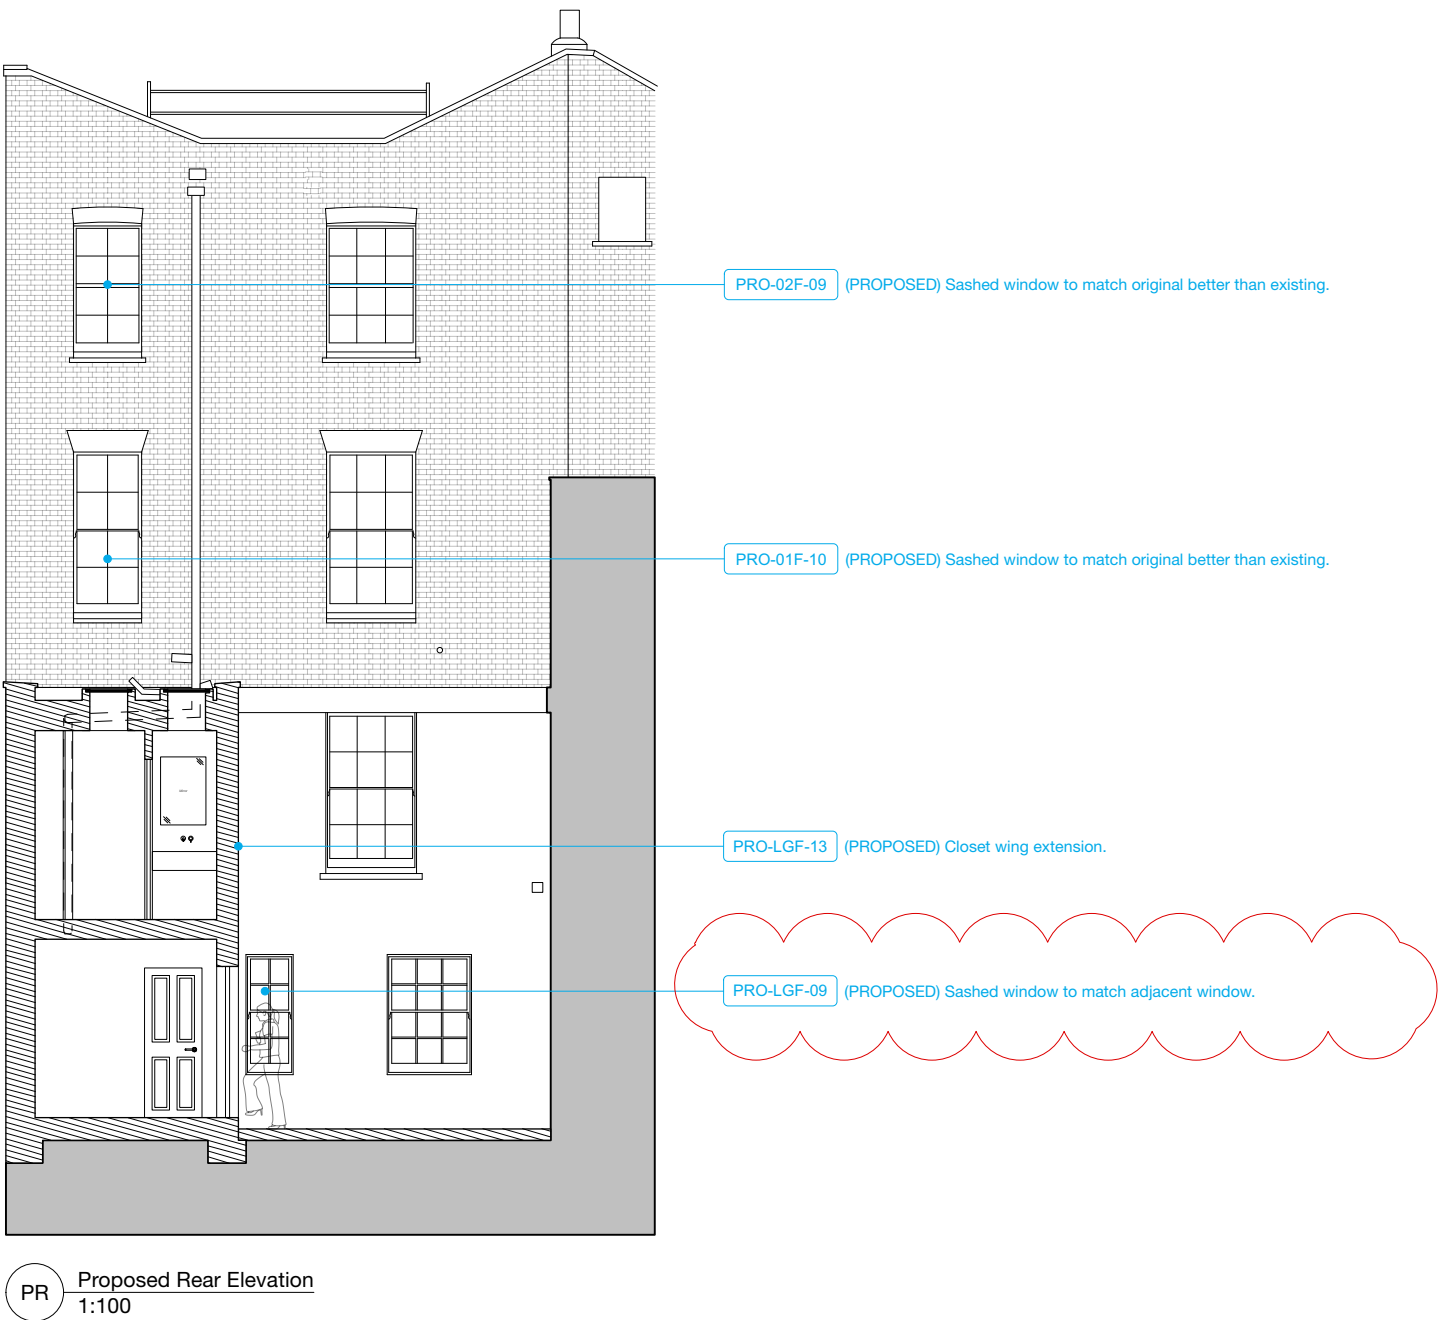 PRO-02F-09 (PROPOSED) Sashed window to match original better than existing.
PRO-01F-10 (PROPOSED) Sashed window to match original better than existing.
PRO-LGF-13 (PROPOSED) Closet wing extension.
PRO-LGF-09 (PROPOSED) Sashed window to match adjacent window.
PR Proposed Rear Elevation
1:100